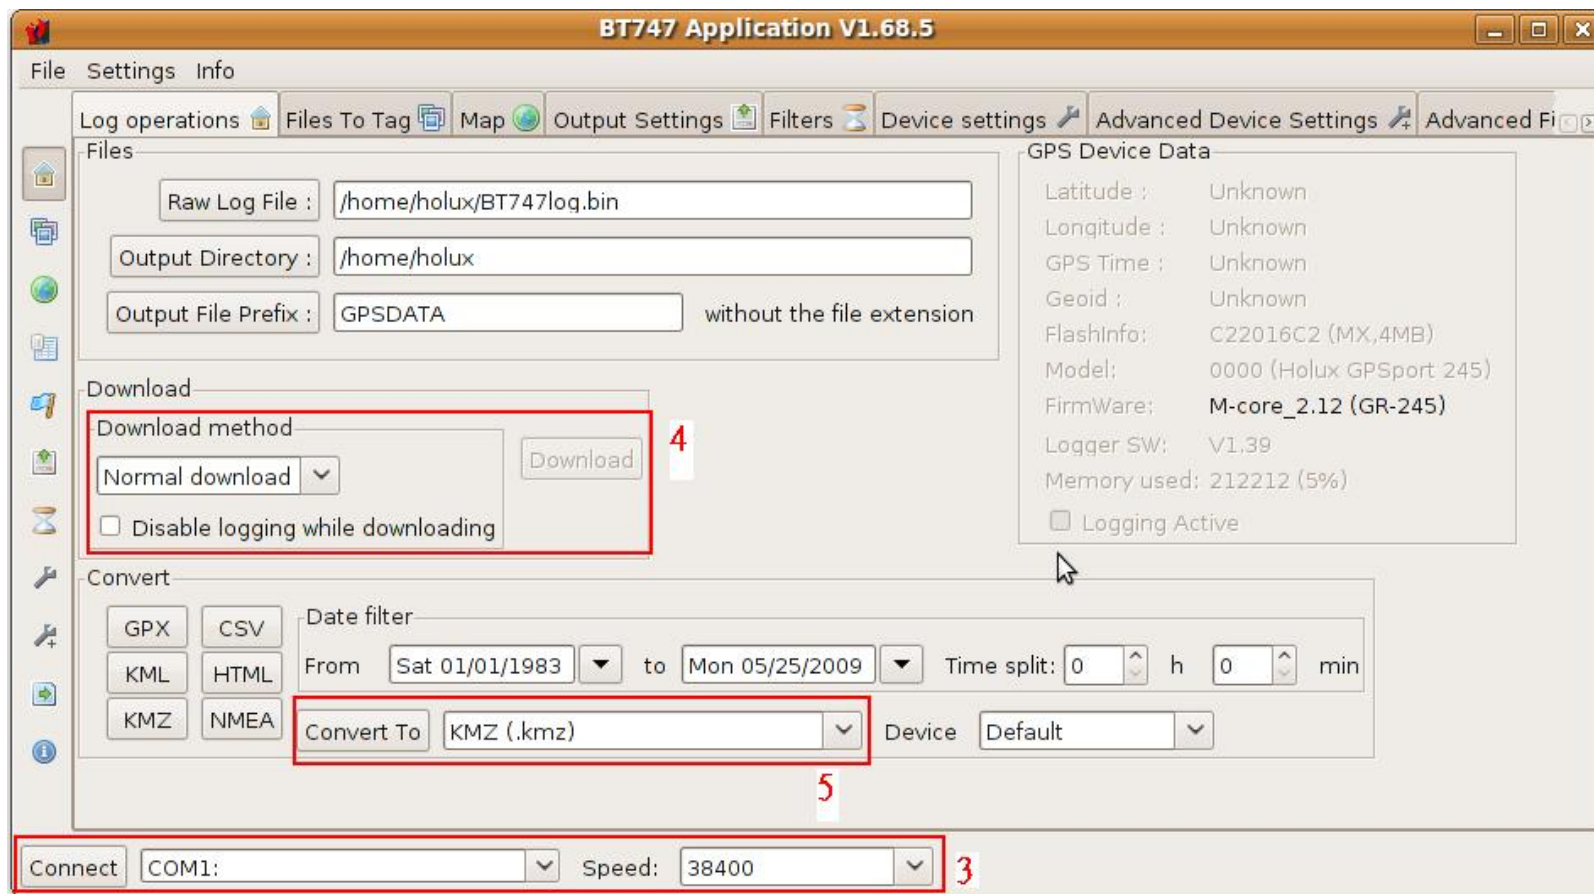 BT747 Application V1.68.5
File Settings Info
Log operations Files To Tag Map Output Settings Filters Device settings Advanced Device Settings Advanced Fi
Files
Raw Log File : /home/holux/BT747log.bin
Output Directory : /home/holux
Output File Prefix : GPSDATA without the file extension
GPS Device Data
Latitude : Unknown
Longitude : Unknown
GPS Time : Unknown
Geoid : Unknown
FlashInfo: C22016C2 (MX,4MB)
Model: 0000 (Holux GPSport 245)
FirmWare: M-core_2.12 (GR-245)
Logger SW: V1.39
Memory used: 212212 (5%)
Logging Active
Download
Download method
Normal download
Download
Disable logging while downloading
4
Convert
GPX CSV
KML HTML
KMZ NMEA
Date filter
From Sat 01/01/1983 to Mon 05/25/2009 Time split: 0 h 0 min
Convert To KMZ (.kmz) Device Default
5
Connect COM1: Speed: 38400 3